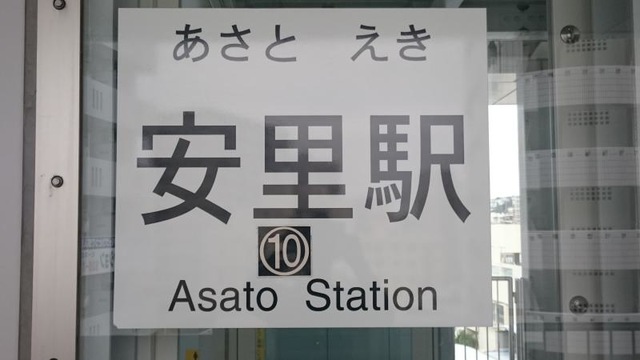 あさと えき
安里駅
⑩
Asato Station